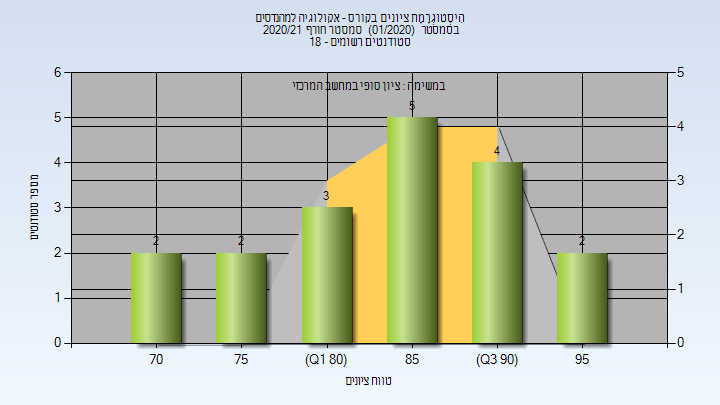 היסטוגרמת ציונים בקורס - אקולוגיה למהנדסים
בסמסטר (01/2020) סמסטר חורף 2020/21
סטודנטים רשומים - 18
במשימה : ציון סופי במחשב המרכזי
מספר סטודנטים
6
5
4
3
2
1
0
5
4
3
2
1
0
2
2
3
5
4
2
70
75
(Q1 80)
85
(Q3 90)
95
טווח ציונים